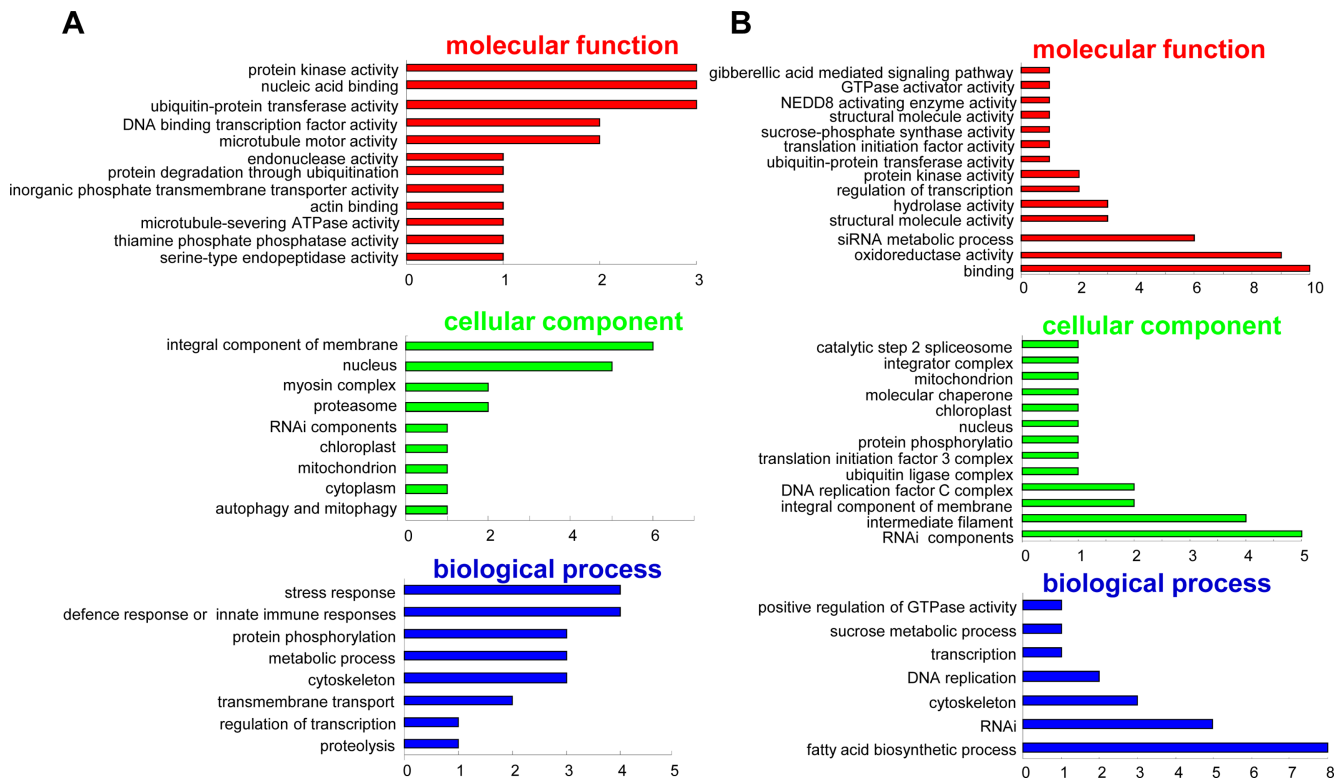 A
molecular function
protein kinase activity
nucleic acid binding
ubiquitin-protein transferase activity
DNA binding transcription factor activity
microtubule motor activity
endonuclease activity
protein degradation through ubiquitination
inorganic phosphate transmembrane transporter activity
actin binding
microtubule-severing ATPase activity
thiamine phosphate phosphatase activity
serine-type endopeptidase activity
0 1 2 3
cellular component
integral component of membrane
nucleus
myosin complex
proteasome
RNAi components
chloroplast
mitochondrion
cytoplasm
autophagy and mitophagy
0 2 4 6
biological process
stress response
defence response or innate immune responses
protein phosphorylation
metabolic process
cytoskeleton
transmembrane transport
regulation of transcription
proteolysis
0 1 2 3 4 5
B
molecular function
gibberellic acid mediated signaling pathway
GTPase activator activity
NEDD8 activating enzyme activity
structural molecule activity
sucrose-phosphate synthase activity
translation initiation factor activity
ubiquitin-protein transferase activity
protein kinase activity
regulation of transcription
hydrolase activity
structural molecule activity
siRNA metabolic process
oxidoreductase activity
binding
0 2 4 6 8 10
cellular component
catalytic step 2 spliceosome
integrator complex
mitochondrion
molecular chaperone
chloroplast
nucleus
protein phosphorylatio
translation initiation factor 3 complex
ubiquitin ligase complex
DNA replication factor C complex
integral component of membrane
intermediate filament
RNAi components
0 1 2 3 4 5
biological process
positive regulation of GTPase activity
sucrose metabolic process
transcription
DNA replication
cytoskeleton
RNAi
fatty acid biosynthetic process
0 1 2 3 4 5 6 7 8